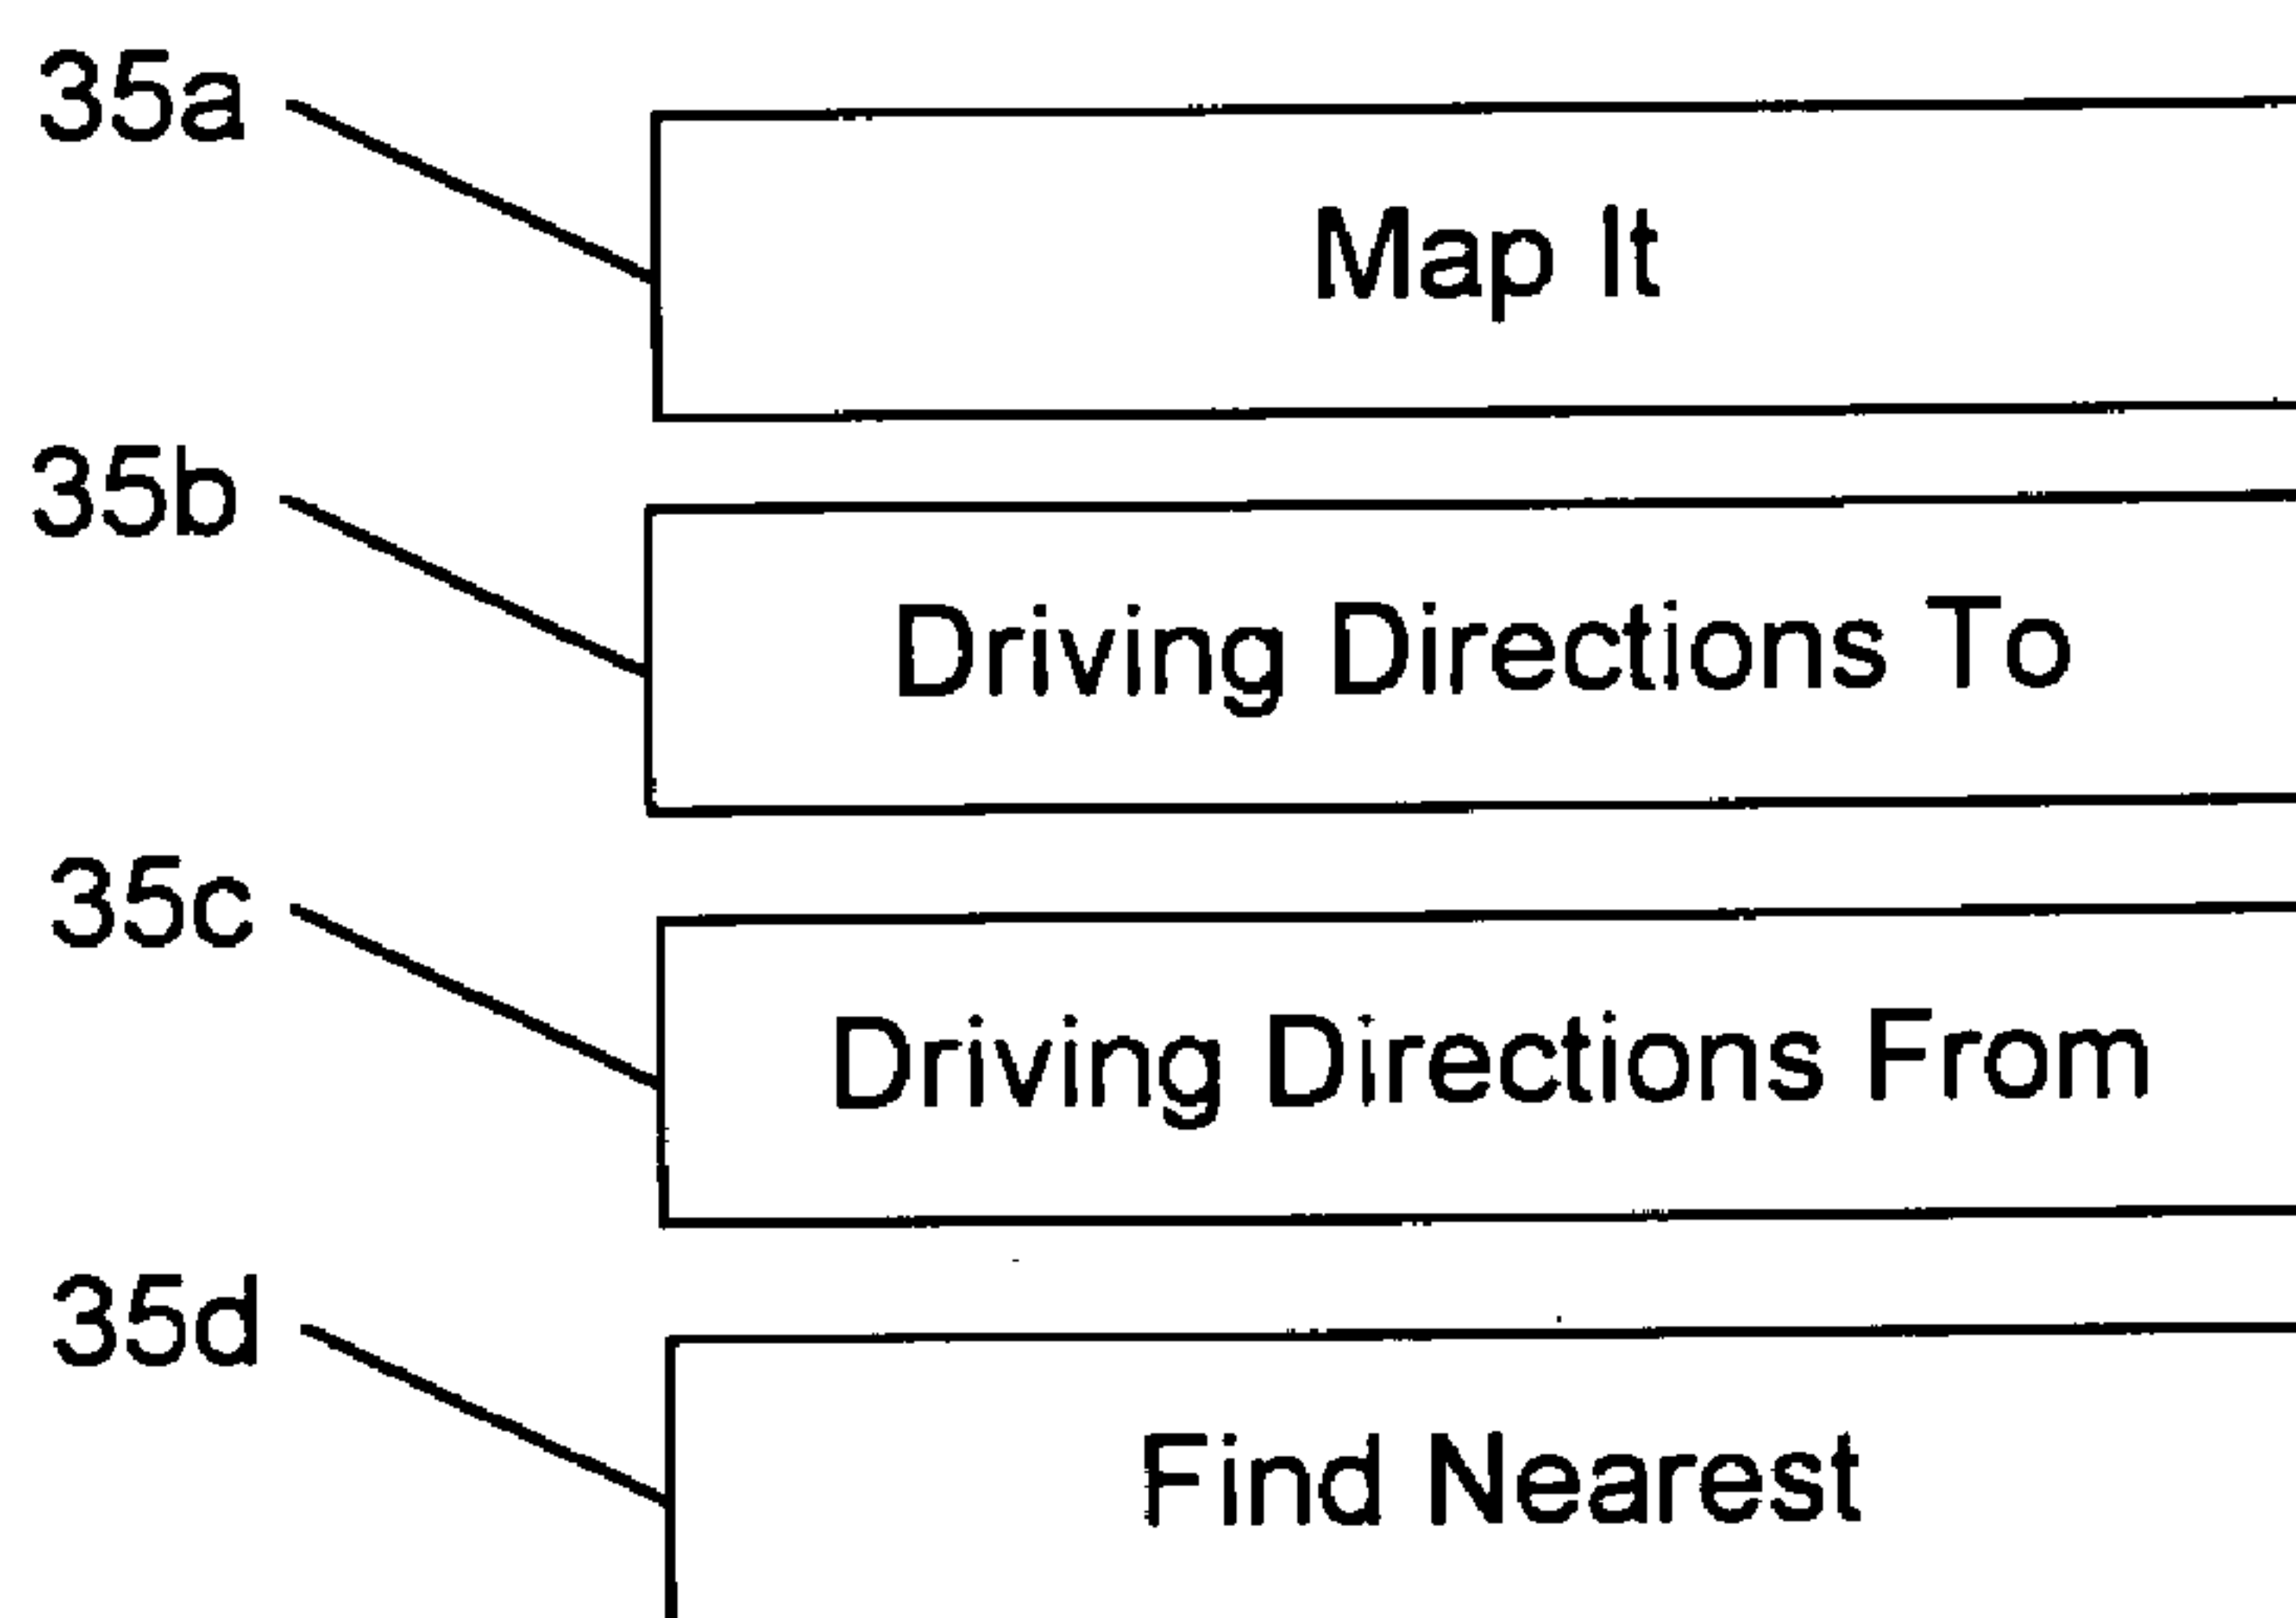 35a
Map It
35b
Driving Directions To
35c
Driving Directions From
35d
Find Nearest